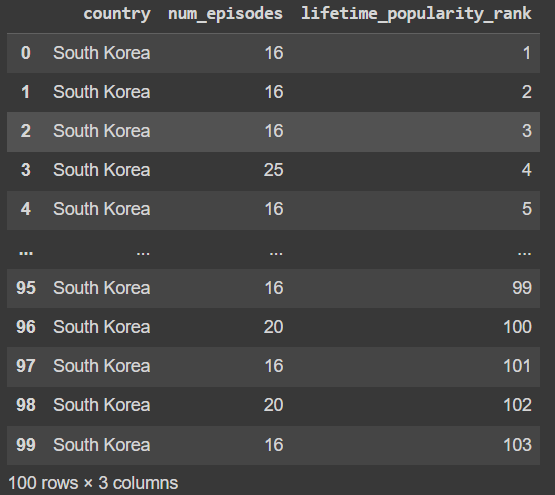 country num_episodes lifetime_popularity_rank
0 South Korea 16 1
1 South Korea 16 2
2 South Korea 16 3
3 South Korea 25 4
4 South Korea 16 5
... ... ... ...
95 South Korea 16 99
96 South Korea 20 100
97 South Korea 16 101
98 South Korea 20 102
99 South Korea 16 103
100 rows × 3 columns